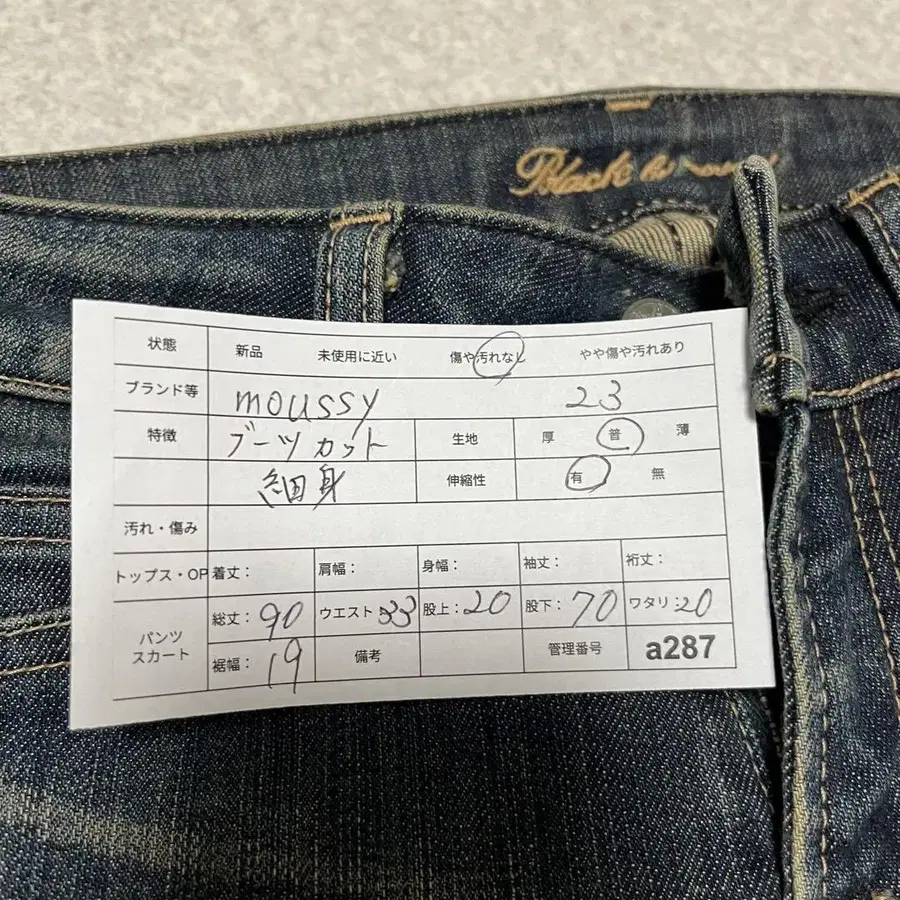 Black
状態 新品 未使用に近い 傷や汚れなし やや傷や汚れあり
ブランド等 moussy 23
特徴 ブーツカット 生地 厚 普 薄
細身 伸縮性 有 無
汚れ・傷み
トップス・OP 着丈: 肩幅: 身幅: 袖丈: 裄丈:
パンツ スカート 総丈: 90 ウエスト: 33 股上: 20 股下: 70 ワタリ: 20
裾幅: 19 備考 管理番号 a287